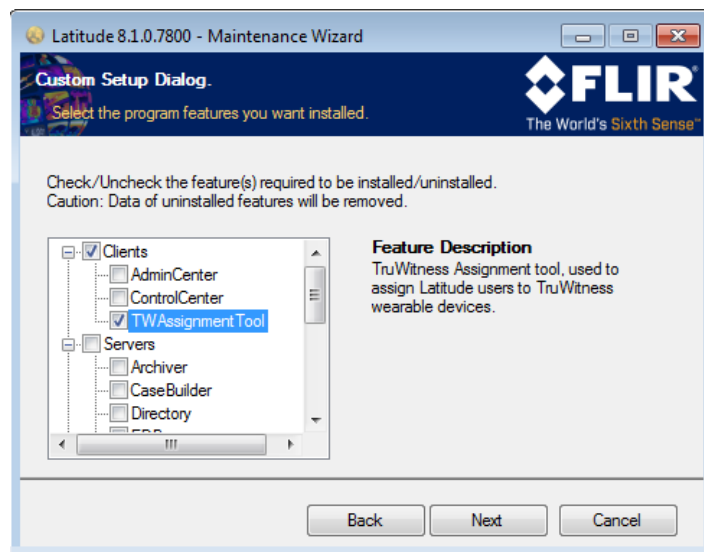 Latitude 8.1.0.7800 - Maintenance Wizard
Custom Setup Dialog.
Select the program features you want installed.
FLIR
The World's Sixth Sense™
Check/Uncheck the feature(s) required to be installed/uninstalled.
Caution: Data of uninstalled features will be removed.
Clients
AdminCenter
ControlCenter
TWAssignmentTool
Servers
Archiver
CaseBuilder
Directory
Feature Description
TruWitness Assignment tool, used to
assign Latitude users to TruWitness
wearable devices.
Back
Next
Cancel